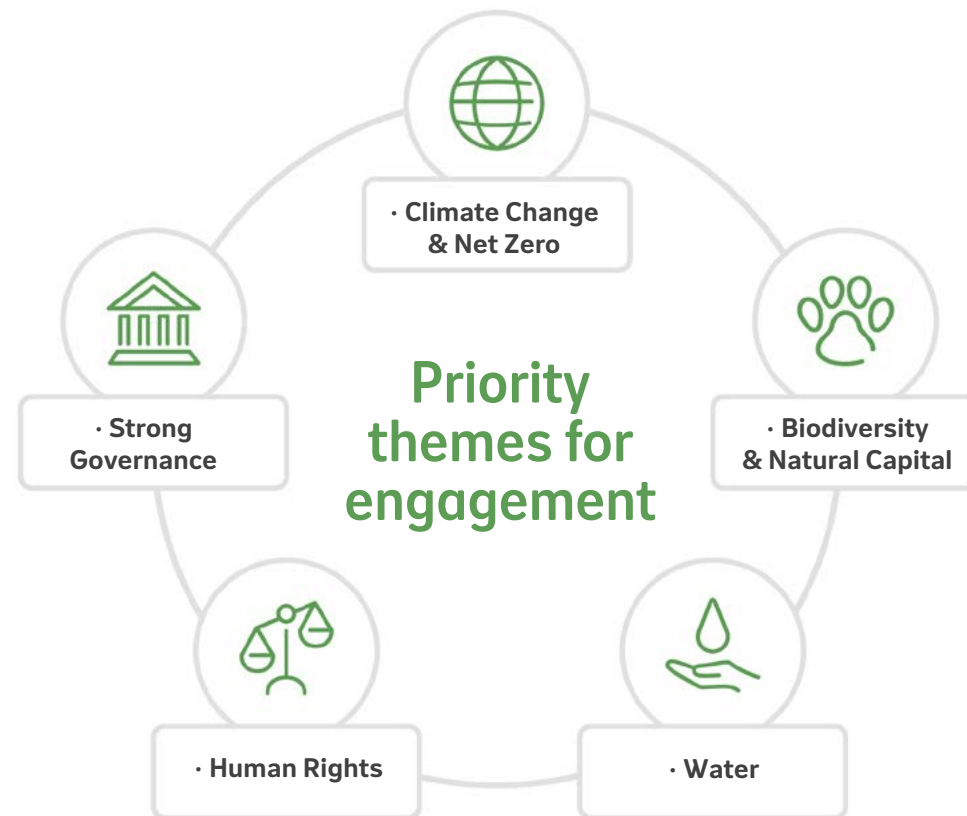 · Climate Change
& Net Zero
· Strong
Governance
Priority
themes for
engagement
· Biodiversity
& Natural Capital
· Human Rights
· Water